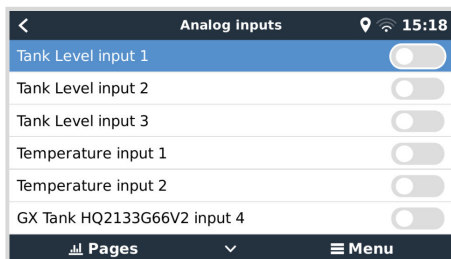 Analog inputs 15:18
Tank Level input 1
Tank Level input 2
Tank Level input 3
Temperature input 1
Temperature input 2
GX Tank HQ2133G66V2 input 4
Pages Menu